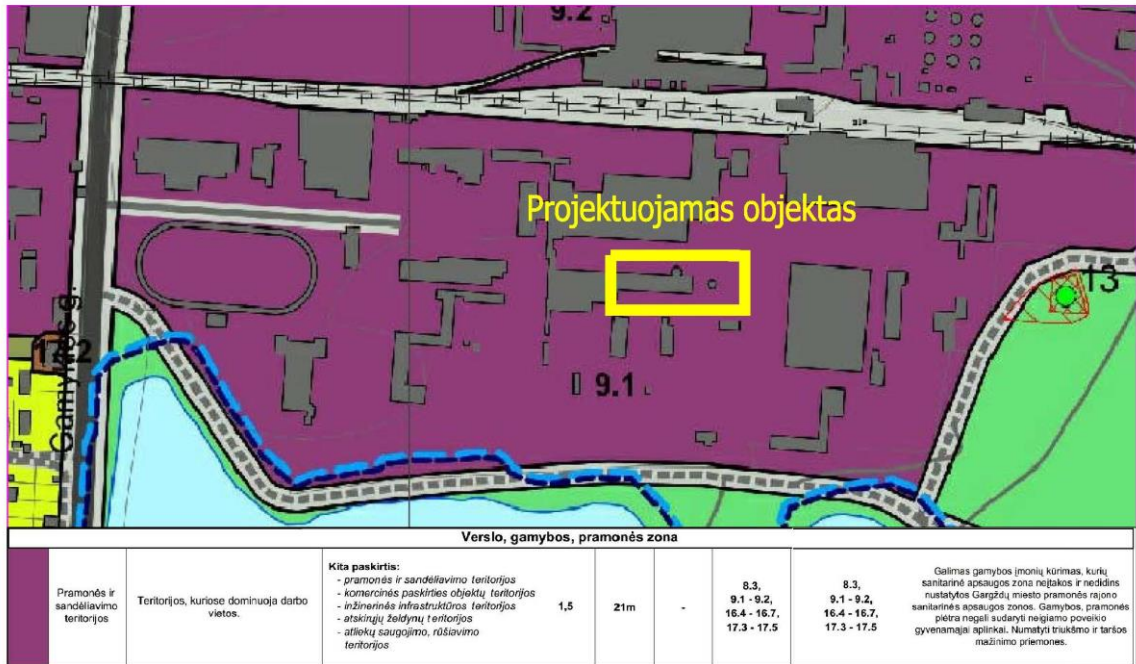 9.2
Projektuojamas objektas
13
9.1
Gamyklos g.
Verslo, gamybos, pramonės zona
Pramonės ir
sandėliavimo
teritorijos
Teritorijos, kuriose dominuoja darbo
vietos.
Kita paskirtis:
- pramonės ir sandėliavimo teritorijos
- komercinės paskirties objektų teritorijos
- inžinerinės infrastruktūros teritorijos
- atskirųjų želdynų teritorijos
- atliekų saugojimo, rūšiavimo
teritorijos
1,5
21m
-
8.3,
9.1 - 9.2,
16.4 - 16.7,
17.3 - 17.5
8.3,
9.1 - 9.2,
16.4 - 16.7,
17.3 - 17.5
Galimas gamybos įmonių kūrimas, kurių
sanitarinė apsaugos zona neįtakos ir nedidins
nustatytos Gargždų miesto pramonės rajono
sanitarinės apsaugos zonos. Gamybos, pramonės
plėtra negali sudaryti neigiamo poveikio
gyvenamajai aplinkai. Numatyti triukšmo ir taršos
mažinimo priemones.